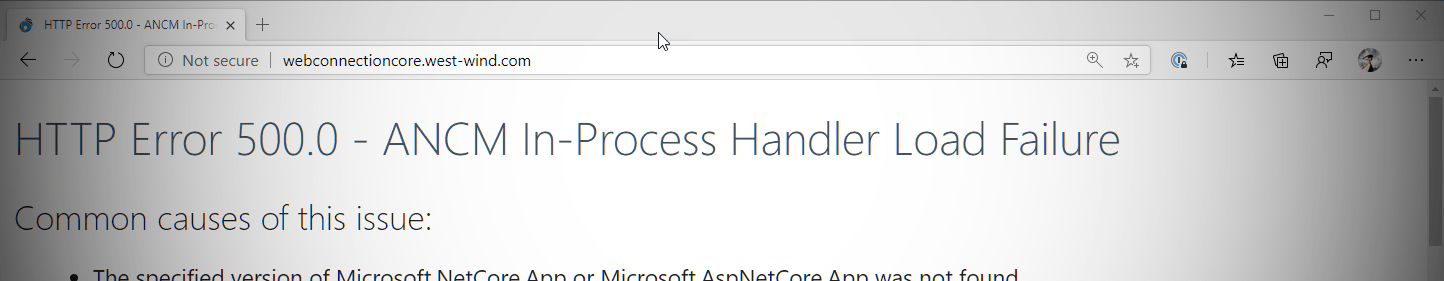 HTTP Error 500.0 - ANCM In-Pro
Not secure webconnectioncore.west-wind.com
HTTP Error 500.0 - ANCM In-Process Handler Load Failure
Common causes of this issue:
• The specified version of Microsoft.NetCore.App or Microsoft.AspNetCore.App was not found.